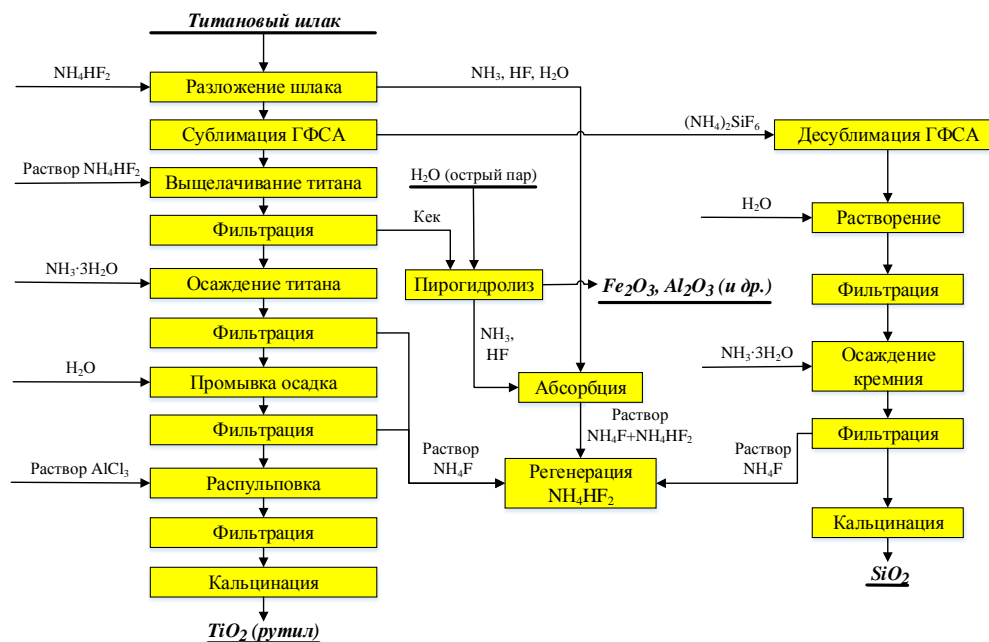 Титановый шлак
NH4HF2
Разложение шлака
NH3, HF, H2O
Сублимация ГФСА
(NH4)2SiF6
Десублимация ГФСА
Раствор NH4HF2
Выщелачивание титана
H2O (острый пар)
H2O
Растворение
Фильтрация
Кек
NH3·3H2O
Осаждение титана
Пирогидролиз
Fe2O3, Al2O3 (и др.)
Фильтрация
Фильтрация
NH3,
HF
NH3·3H2O
Осаждение
кремния
H2O
Промывка осадка
Абсорбция
Фильтрация
Раствор
NH4F+NH4HF2
Фильтрация
Раствор
NH4F
Раствор
NH4F
Раствор AlCl3
Распульповка
Регенерация
NH4HF2
Фильтрация
Кальцинация
Кальцинация
SiO2
TiO2 (рутил)